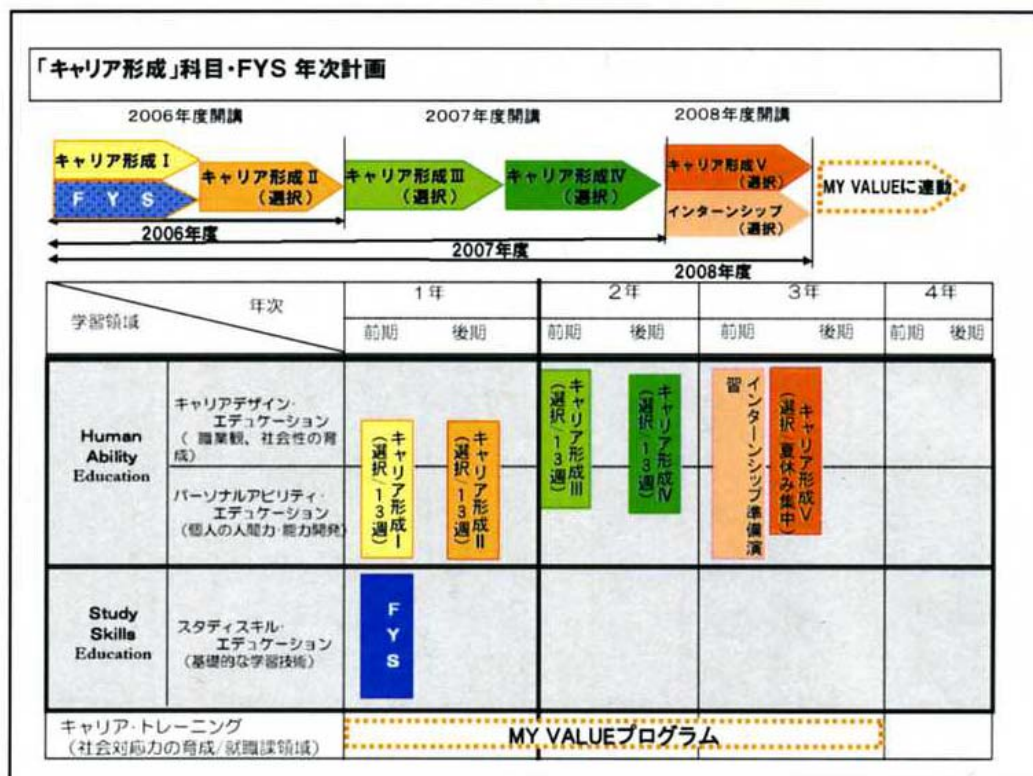 「キャリア形成」科目・FYS 年次計画
2006年度開講
2007年度開講
2008年度開講
キャリア形成Ⅰ
FYS
キャリア形成Ⅱ
(選択)
キャリア形成Ⅲ
(選択)
キャリア形成Ⅳ
(選択)
キャリア形成Ⅴ
(選択)
インターンシップ
(選択)
MY VALUEに連動
2006年度
2007年度
2008年度
年次
学習領域
1年
2年
3年
4年
前期
後期
前期
後期
前期
後期
前期
後期
Human
Ability
Education
キャリアデザイン・
エデュケーション
(職業観、社会性の育
成)
パーソナルアビリティ・
エデュケーション
(個人の人間力・能力開発)
キャリア形成Ⅰ
(選択/13週)
キャリア形成Ⅱ
(選択/13週)
キャリア形成Ⅲ
(選択/13週)
キャリア形成Ⅳ
(選択/13週)
インターンシップ準備演
習
キャリア形成Ⅴ
(選択/夏休み集中)
Study
Skills
Education
スタディスキル・
エデュケーション
(基礎的な学習技術)
FYS
キャリア・トレーニング
(社会対応力の育成/就職課領域)
MY VALUEプログラム